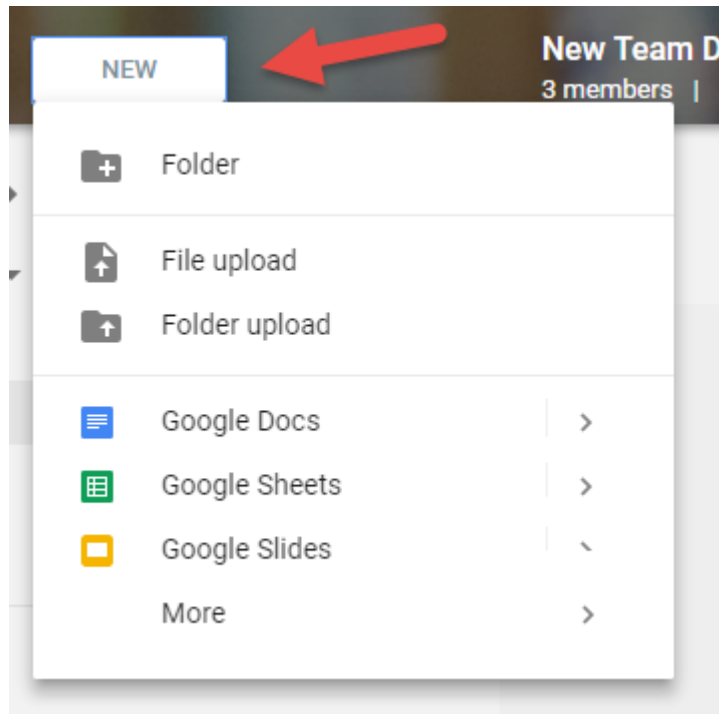 NEW
New Team D
3 members |
Folder
File upload
Folder upload
Google Docs
Google Sheets
Google Slides
More